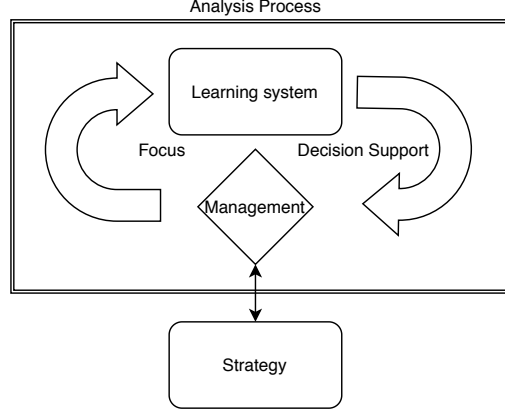 Analysis Process
Learning system
Focus
Decision Support
Management
Strategy